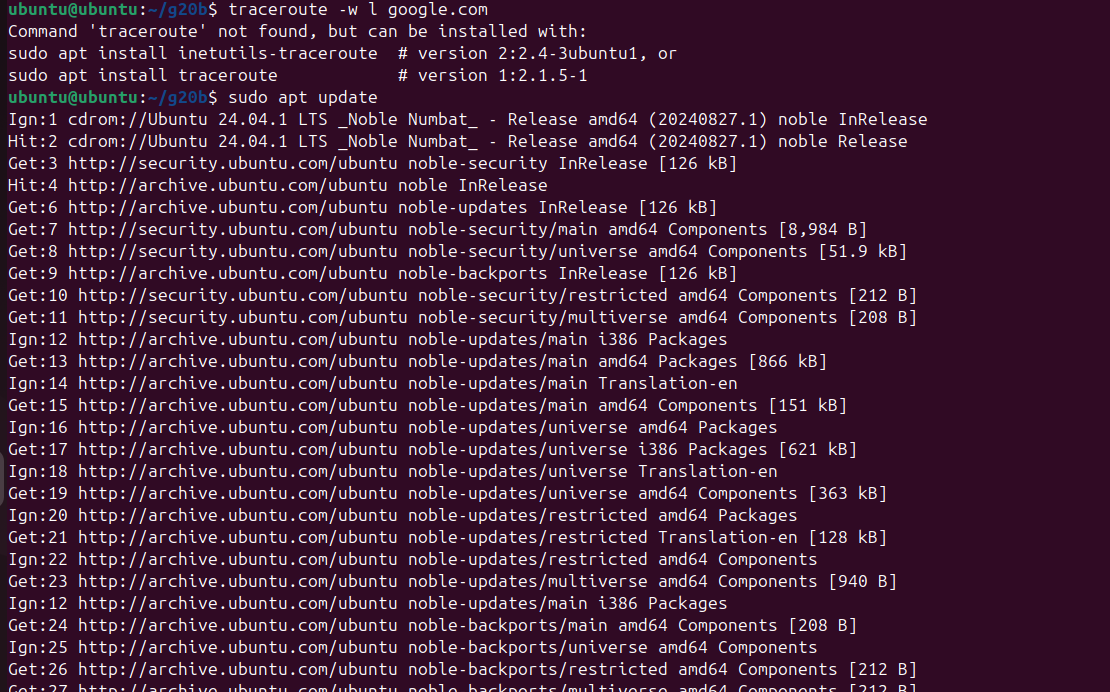 ubuntu@ubuntu:~/g20b$ traceroute -w l google.com
Command 'traceroute' not found, but can be installed with:
sudo apt install inetutils-traceroute  # version 2:2.4-3ubuntu1, or
sudo apt install traceroute            # version 1:2.1.5-1
ubuntu@ubuntu:~/g20b$ sudo apt update
Ign:1 cdrom://Ubuntu 24.04.1 LTS _Noble Numbat_ - Release amd64 (20240827.1) noble InRelease
Hit:2 cdrom://Ubuntu 24.04.1 LTS _Noble Numbat_ - Release amd64 (20240827.1) noble Release
Get:3 http://security.ubuntu.com/ubuntu noble-security InRelease [126 kB]
Hit:4 http://archive.ubuntu.com/ubuntu noble InRelease
Get:6 http://archive.ubuntu.com/ubuntu noble-updates InRelease [126 kB]
Get:7 http://security.ubuntu.com/ubuntu noble-security/main amd64 Components [8,984 B]
Get:8 http://security.ubuntu.com/ubuntu noble-security/universe amd64 Components [51.9 kB]
Get:9 http://archive.ubuntu.com/ubuntu noble-backports InRelease [126 kB]
Get:10 http://security.ubuntu.com/ubuntu noble-security/restricted amd64 Components [212 B]
Get:11 http://security.ubuntu.com/ubuntu noble-security/multiverse amd64 Components [208 B]
Ign:12 http://archive.ubuntu.com/ubuntu noble-updates/main i386 Packages
Get:13 http://archive.ubuntu.com/ubuntu noble-updates/main amd64 Packages [866 kB]
Ign:14 http://archive.ubuntu.com/ubuntu noble-updates/main Translation-en
Get:15 http://archive.ubuntu.com/ubuntu noble-updates/main amd64 Components [151 kB]
Ign:16 http://archive.ubuntu.com/ubuntu noble-updates/universe amd64 Packages
Get:17 http://archive.ubuntu.com/ubuntu noble-updates/universe i386 Packages [621 kB]
Ign:18 http://archive.ubuntu.com/ubuntu noble-updates/universe Translation-en
Get:19 http://archive.ubuntu.com/ubuntu noble-updates/universe amd64 Components [363 kB]
Ign:20 http://archive.ubuntu.com/ubuntu noble-updates/restricted amd64 Packages
Get:21 http://archive.ubuntu.com/ubuntu noble-updates/restricted Translation-en [128 kB]
Ign:22 http://archive.ubuntu.com/ubuntu noble-updates/restricted amd64 Components
Get:23 http://archive.ubuntu.com/ubuntu noble-updates/multiverse amd64 Components [940 B]
Ign:12 http://archive.ubuntu.com/ubuntu noble-updates/main i386 Packages
Get:24 http://archive.ubuntu.com/ubuntu noble-backports/main amd64 Components [208 B]
Ign:25 http://archive.ubuntu.com/ubuntu noble-backports/universe amd64 Components
Get:26 http://archive.ubuntu.com/ubuntu noble-backports/restricted amd64 Components [212 B]
Get:27 http://archive.ubuntu.com/ubuntu noble-backports/multiverse amd64 Components [212 B]